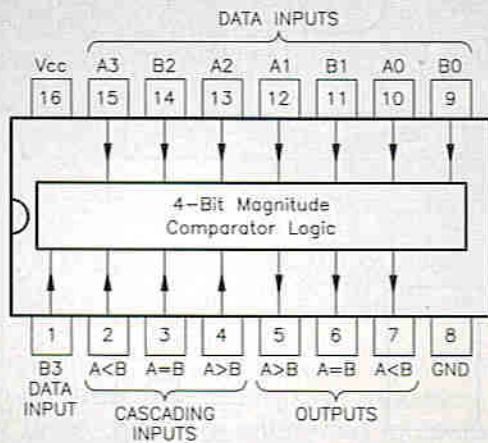 DATA INPUTS
Vcc A3 B2 A2 A1 B1 A0 B0
16 15 14 13 12 11 10 9
4-Bit Magnitude
Comparator Logic
1 2 3 4 5 6 7 8
B3 A<B A=B A>B A>B A=B A<B GND
DATA
INPUT
CASCADING OUTPUTS
INPUTS